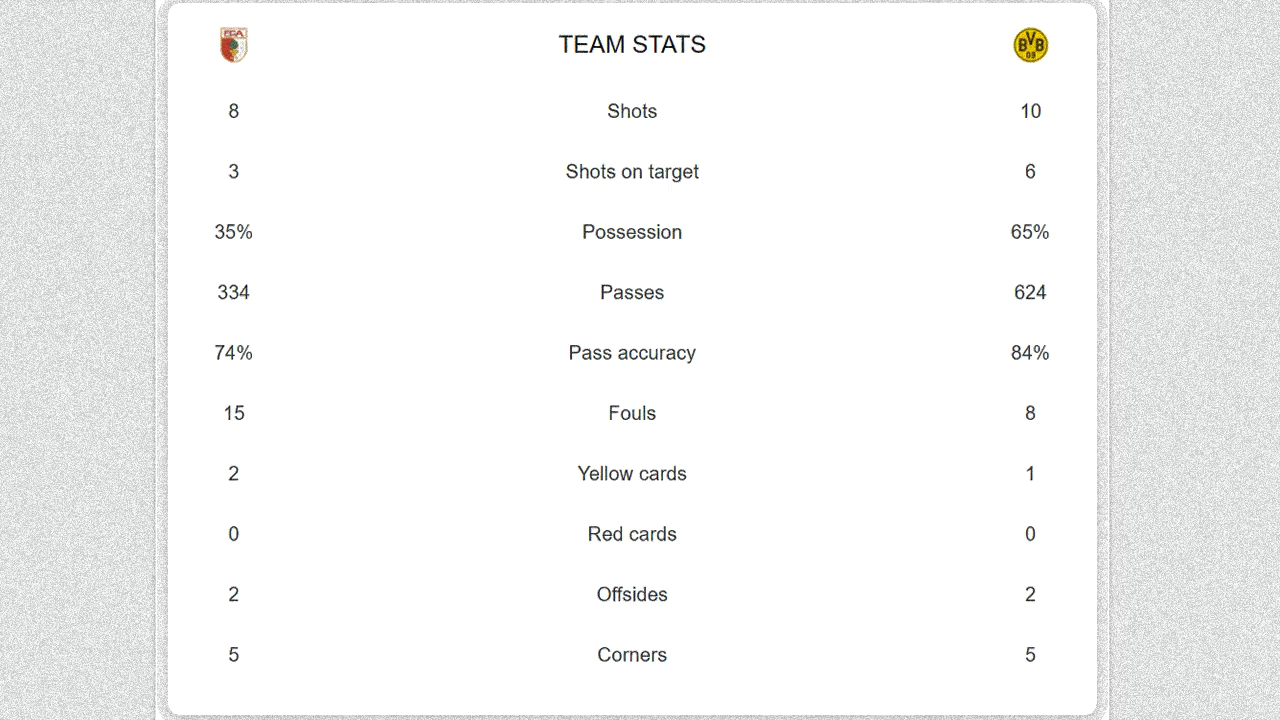 FCA TEAM STATS BVB 09
8 Shots 10
3 Shots on target 6
35% Possession 65%
334 Passes 624
74% Pass accuracy 84%
15 Fouls 8
2 Yellow cards 1
0 Red cards 0
2 Offsides 2
5 Corners 5